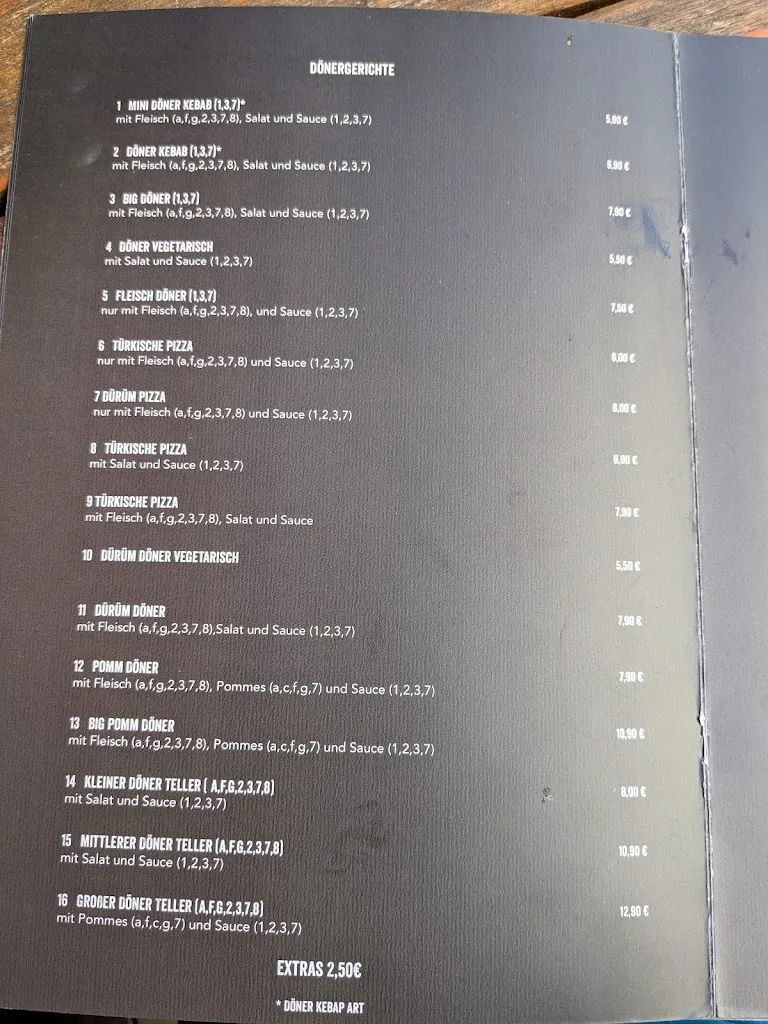 DÖNERGERICHTE
1 MINI DÖNER KEBAB (1,3,7)*
mit Fleisch (a,f,g,2,3,7,8), Salat und Sauce (1,2,3,7) 5,90 €
2 DÖNER KEBAB (1,3,7)*
mit Fleisch (a,f,g,2,3,7,8), Salat und Sauce (1,2,3,7) 6,90 €
3 BIG DÖNER (1,3,7)
mit Fleisch (a,f,g,2,3,7,8), Salat und Sauce (1,2,3,7) 7,90 €
4 DÖNER VEGETARISCH
mit Salat und Sauce (1,2,3,7) 5,50 €
5 FLEISCH DÖNER (1,3,7)
nur mit Fleisch (a,f,g,2,3,7,8), und Sauce (1,2,3,7) 7,50 €
6 TÜRKISCHE PIZZA
nur mit Fleisch (a,f,g,2,3,7,8) und Sauce (1,2,3,7) 8,00 €
7 DÜRÜM PIZZA
nur mit Fleisch (a,f,g,2,3,7,8) und Sauce (1,2,3,7) 8,00 €
8 TÜRKISCHE PIZZA
mit Salat und Sauce (1,2,3,7) 6,00 €
9 TÜRKISCHE PIZZA
mit Fleisch (a,f,g,2,3,7,8), Salat und Sauce 7,90 €
10 DÜRÜM DÖNER VEGETARISCH 5,50 €
11 DÜRÜM DÖNER
mit Fleisch (a,f,g,2,3,7,8),Salat und Sauce (1,2,3,7) 7,90 €
12 POMM DÖNER
mit Fleisch (a,f,g,2,3,7,8), Pommes (a,c,f,g,7) und Sauce (1,2,3,7) 7,90 €
13 BIG POMM DÖNER
mit Fleisch (a,f,g,2,3,7,8), Pommes (a,c,f,g,7) und Sauce (1,2,3,7) 10,90 €
14 KLEINER DÖNER TELLER ( A,F,G,2,3,7,8)
mit Salat und Sauce (1,2,3,7) 8,00 €
15 MITTLERER DÖNER TELLER (A,F,G,2,3,7,8)
mit Salat und Sauce (1,2,3,7) 10,90 €
16 GROßER DÖNER TELLER (A,F,G,2,3,7,8)
mit Pommes (a,f,c,g,7) und Sauce (1,2,3,7) 12,90 €
EXTRAS 2,50€
* DÖNER KEBAP ART